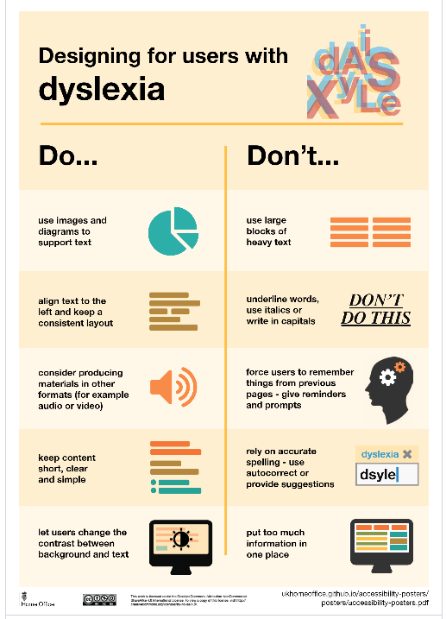 Designing for users with
dyslexia
Do...
Don't...
use images and
diagrams to
support text
use large
blocks of
heavy text
align text to the
left and keep a
consistent layout
underline words,
use italics or
write in capitals
DON'T
DO THIS
consider producing
materials in other
formats (for example
audio or video)
force users to remember
things from previous
pages - give reminders
and prompts
keep content
short, clear
and simple
rely on accurate
spelling - use
autocorrect or
provide suggestions
dyslexia
dsyle
let users change the
contrast between
background and text
put too much
information in
one place
Home Office
ukhomeoffice.github.io/accessibility-posters/
posters/accessibility-posters.pdf